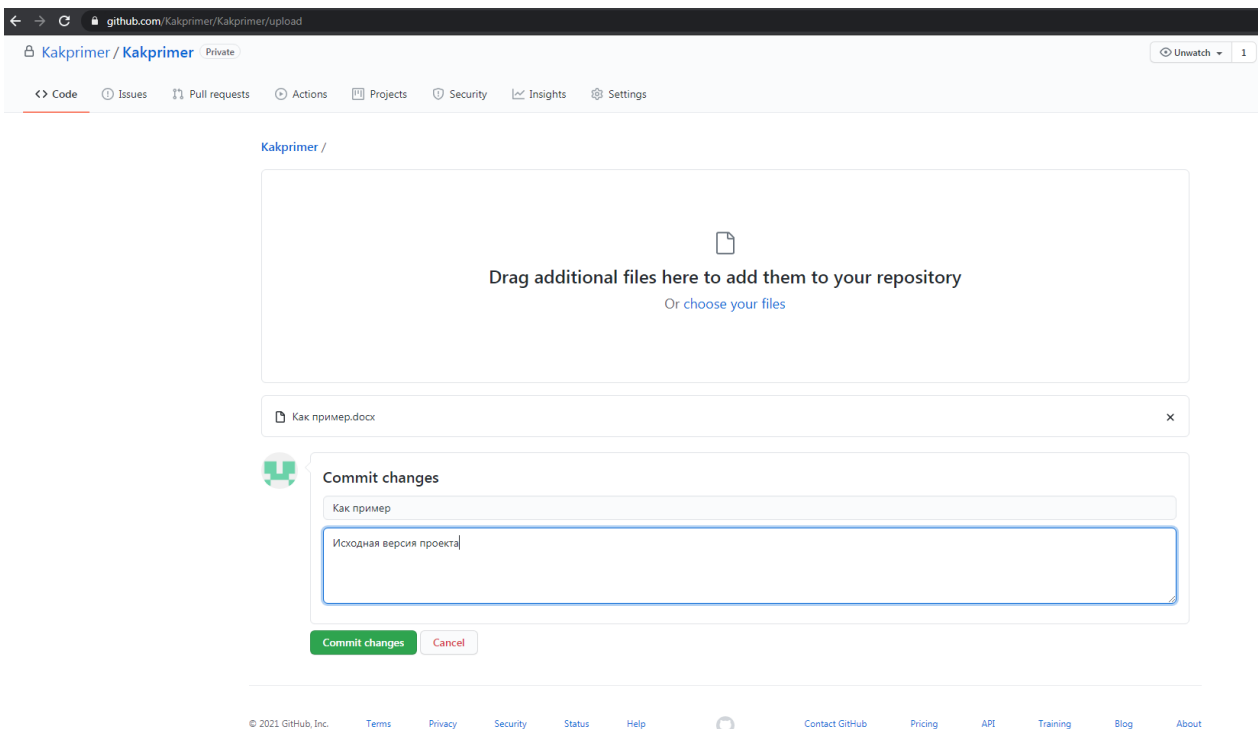 github.com/Kakprimer/Kakprimer/upload
Kakprimer / Kakprimer Private
Unwatch 1
<> Code Issues Pull requests Actions Projects Security Insights Settings
Kakprimer /
Drag additional files here to add them to your repository
Or choose your files
Как пример.docx
Commit changes
Как пример
Исходная версия проекта
Commit changes Cancel
© 2021 GitHub, Inc. Terms Privacy Security Status Help Contact GitHub Pricing API Training Blog About